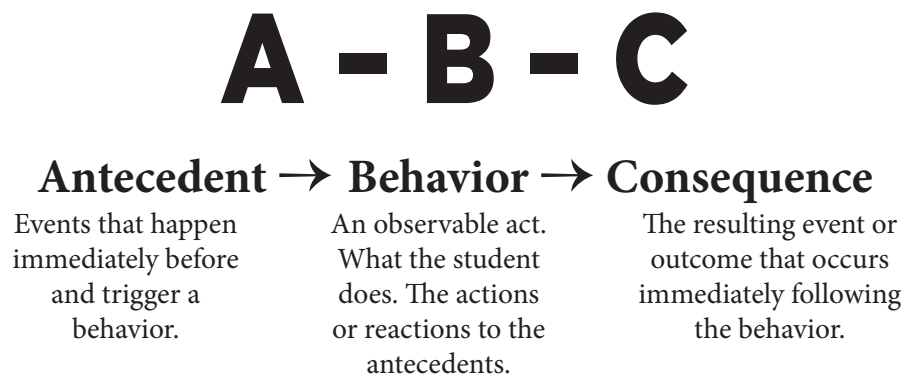 A - B - C
Antecedent → Behavior → Consequence
Events that happen
immediately before
and trigger a
behavior.
An observable act.
What the student
does. The actions
or reactions to the
antecedents.
The resulting event or
outcome that occurs
immediately following
the behavior.